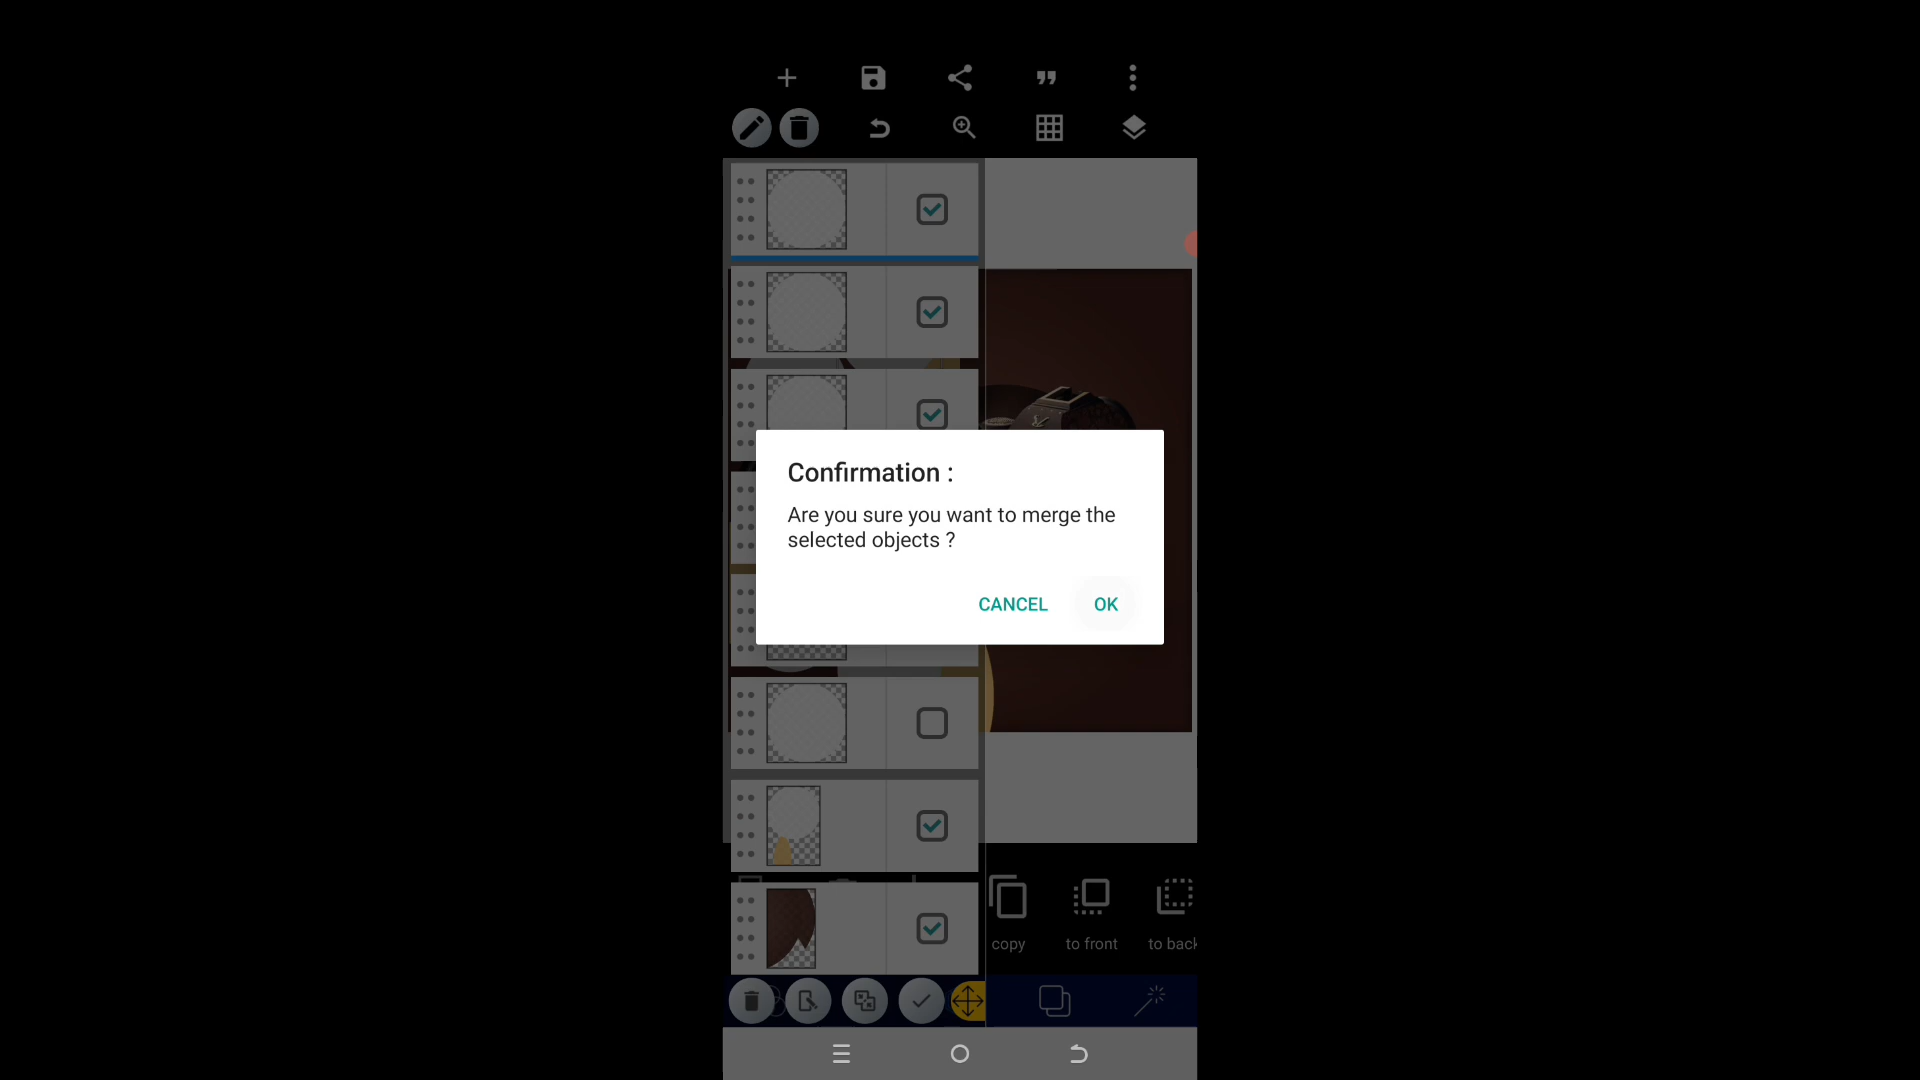 Confirmation :
Are you sure you want to merge the
selected objects ?
CANCEL OK
copy to front to back